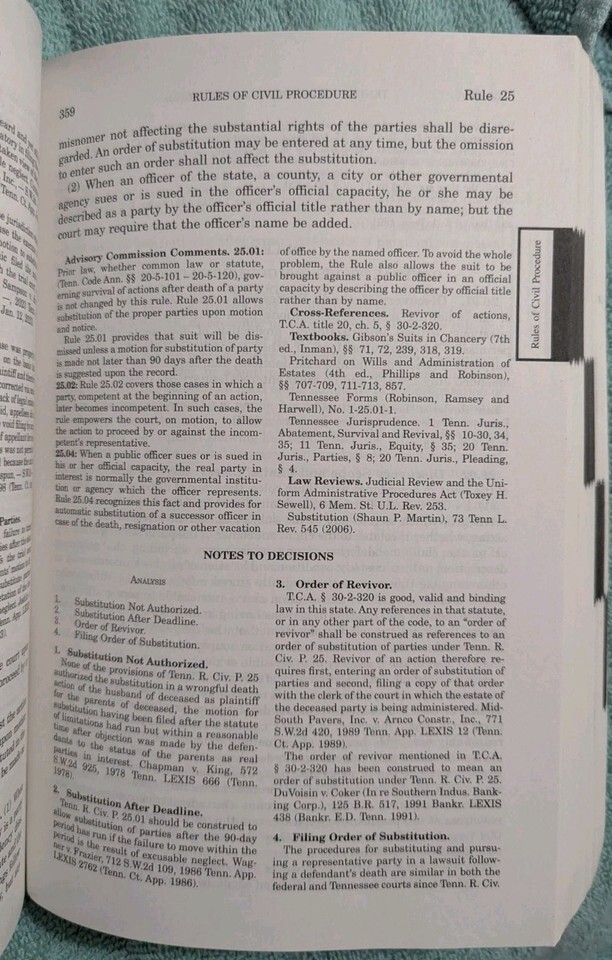 359
RULES OF CIVIL PROCEDURE
Rule 25
misnomer not affecting the substantial rights of the parties shall be disre-
garded. An order of substitution may be entered at any time, but the omission
to enter such an order shall not affect the substitution.
(2) When an officer of the state, a county, a city or other governmental
agency sues or is sued in the officer's official capacity, he or she may be
described as a party by the officer's official title rather than by name; but the
court may require that the officer's name be added.
Advisory Commission Comments. 25.01:
Prior law, whether common law or statute,
(Tenn. Code Ann. §§ 20-5-101 – 20-5-120), gov-
erning survival of actions after death of a party
is not changed by this rule. Rule 25.01 allows
substitution of the proper parties upon motion
and notice.
Rule 25.01 provides that suit will be dis-
missed unless a motion for substitution of party
is made not later than 90 days after the death
is suggested upon the record.
25.02: Rule 25.02 covers those cases in which a
party, competent at the beginning of an action,
later becomes incompetent. In such cases, the
rule empowers the court, on motion, to allow
the action to proceed by or against the incom-
petent's representative.
25.04: When a public officer sues or is sued in
his or her official capacity, the real party in
interest is normally the governmental institu-
tion or agency which the officer represents.
Rule 25.04 recognizes this fact and provides for
automatic substitution of a successor officer in
case of the death, resignation or other vacation
of office by the named officer. To avoid the whole
problem, the Rule also allows the suit to be
brought against a public officer in an official
capacity by describing the officer by official title
rather than by name.
Cross-References. Revivor of actions,
T.C.A. title 20, ch. 5, § 30-2-320.
Textbooks. Gibson's Suits in Chancery (7th
ed., Inman), §§ 71, 72, 239, 318, 319.
Pritchard on Wills and Administration of
Estates (4th ed., Phillips and Robinson),
§§ 707-709, 711-713, 857.
Tennessee Forms (Robinson, Ramsey and
Harwell), No. 1-25.01-1.
Tennessee Jurisprudence. 1 Tenn. Juris.,
Abatement, Survival and Revival, §§ 10-30, 34,
35; 11 Tenn. Juris., Equity, § 35; 20 Tenn.
Juris., Parties, § 8; 20 Tenn. Juris., Pleading,
§ 4.
Law Reviews. Judicial Review and the Uni-
form Administrative Procedures Act (Toxey H.
Sewell), 6 Mem. St. U.L. Rev. 253.
Substitution (Shaun P. Martin), 73 Tenn L.
Rev. 545 (2006).
Rules of Civil Procedure
NOTES TO DECISIONS
ANALYSIS
1. Substitution Not Authorized.
2. Substitution After Deadline.
3. Order of Revivor.
4. Filing Order of Substitution.
1. Substitution Not Authorized.
None of the provisions of Tenn. R. Civ. P. 25
authorized the substitution in a wrongful death
action of the husband of deceased as plaintiff
for the parents of deceased, the motion for
substitution having been filed after the statute
of limitations had run but within a reasonable
time after objection was made by the defen-
dants to the status of the parents as real
parties in interest. Chapman v. King, 572
S.W.2d 925, 1978 Tenn. LEXIS 666 (Tenn.
1978).
2. Substitution After Deadline.
Tenn. R. Civ. P. 25.01 should be construed to
allow substitution of parties after the 90-day
period has run if the failure to move within the
period is the result of excusable neglect. Wag-
ner v. Frazier, 712 S.W.2d 109, 1986 Tenn. App.
LEXIS 2762 (Tenn. Ct. App. 1986).
3. Order of Revivor.
T.C.A. § 30-2-320 is good, valid and binding
law in this state. Any references in that statute,
or in any other part of the code, to an "order of
revivor" shall be construed as references to an
order of substitution of parties under Tenn. R.
Civ. P. 25. Revivor of an action therefore re-
quires first, entering an order of substitution of
parties and second, filing a copy of that order
with the clerk of the court in which the estate of
the deceased party is being administered. Mid-
South Pavers, Inc. v. Arnco Constr., Inc., 771
S.W.2d 420, 1989 Tenn. App. LEXIS 12 (Tenn.
Ct. App. 1989).
The order of revivor mentioned in T.C.A.
§ 30-2-320 has been construed to mean an
order of substitution under Tenn. R. Civ. P. 25.
DuVoisin v. Coker (In re Southern Indus. Bank-
ing Corp.), 125 B.R. 517, 1991 Bankr. LEXIS
438 (Bankr. E.D. Tenn. 1991).
4. Filing Order of Substitution.
The procedures for substituting and pursu-
ing a representative party in a lawsuit follow-
ing a defendant's death are similar in both the
federal and Tennessee courts since Tenn. R. Civ.